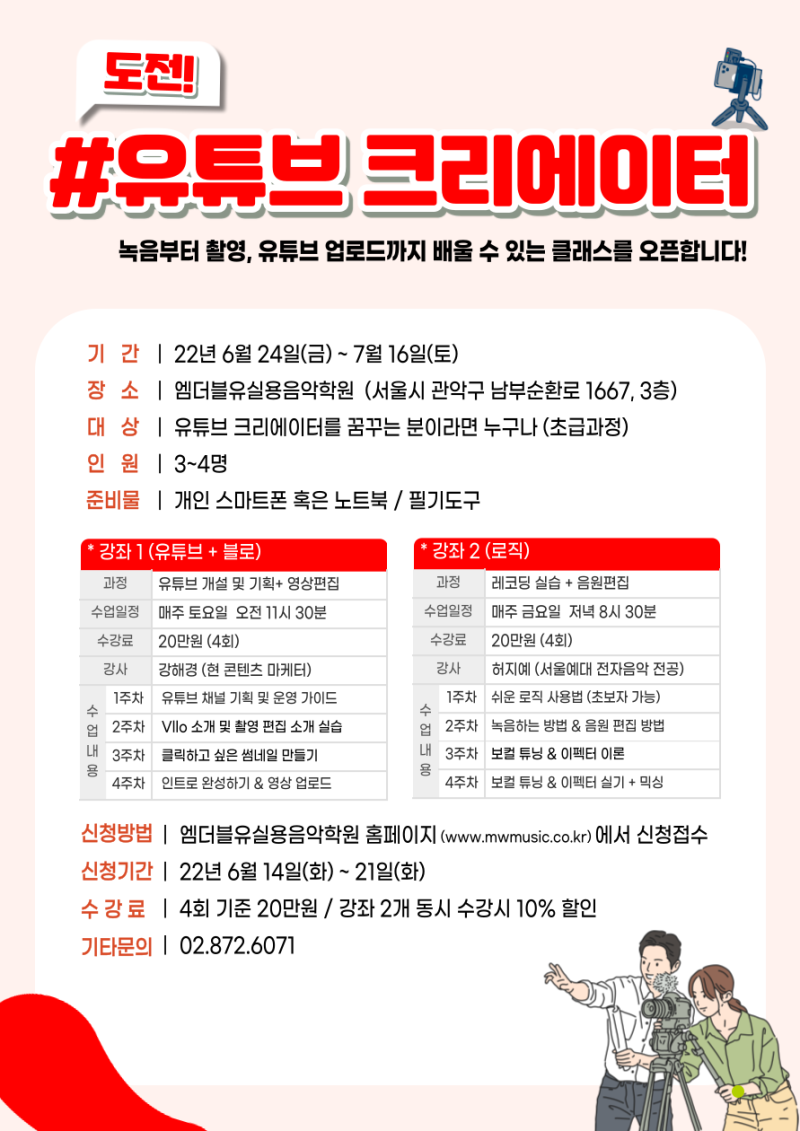 도전!
#유튜브 크리에이터
녹음부터 촬영, 유튜브 업로드까지 배울 수 있는 클래스를 오픈합니다!
기 간 | 22년 6월 24일(금) ~ 7월 16일(토)
장 소 | 엠더블유실용음악학원 (서울시 관악구 남부순환로 1667, 3층)
대 상 | 유튜브 크리에이터를 꿈꾸는 분이라면 누구나 (초급과정)
인 원 | 3~4명
준비물 | 개인 스마트폰 혹은 노트북 / 필기도구
* 강좌 1 (유튜브 + 블로)
과정 유튜브 개설 및 기획+ 영상편집
수업일정 매주 토요일 오전 11시 30분
수강료 20만원 (4회)
강사 강해경 (현 콘텐츠 마케터)
수업내용
1주차 유튜브 채널 기획 및 운영 가이드
2주차 Vllo 소개 및 촬영 편집 소개 실습
3주차 클릭하고 싶은 썸네일 만들기
4주차 인트로 완성하기 & 영상 업로드
* 강좌 2 (로직)
과정 레코딩 실습 + 음원편집
수업일정 매주 금요일 저녁 8시 30분
수강료 20만원 (4회)
강사 허지예 (서울예대 전자음악 전공)
수업내용
1주차 쉬운 로직 사용법 (초보자 가능)
2주차 녹음하는 방법 & 음원 편집 방법
3주차 보컬 튜닝 & 이펙터 이론
4주차 보컬 튜닝 & 이펙터 실기 + 믹싱
신청방법 | 엠더블유실용음악학원 홈페이지 (www.mwmusic.co.kr) 에서 신청접수
신청기간 | 22년 6월 14일(화) ~ 21일(화)
수 강 료 | 4회 기준 20만원 / 강좌 2개 동시 수강시 10% 할인
기타문의 | 02.872.6071